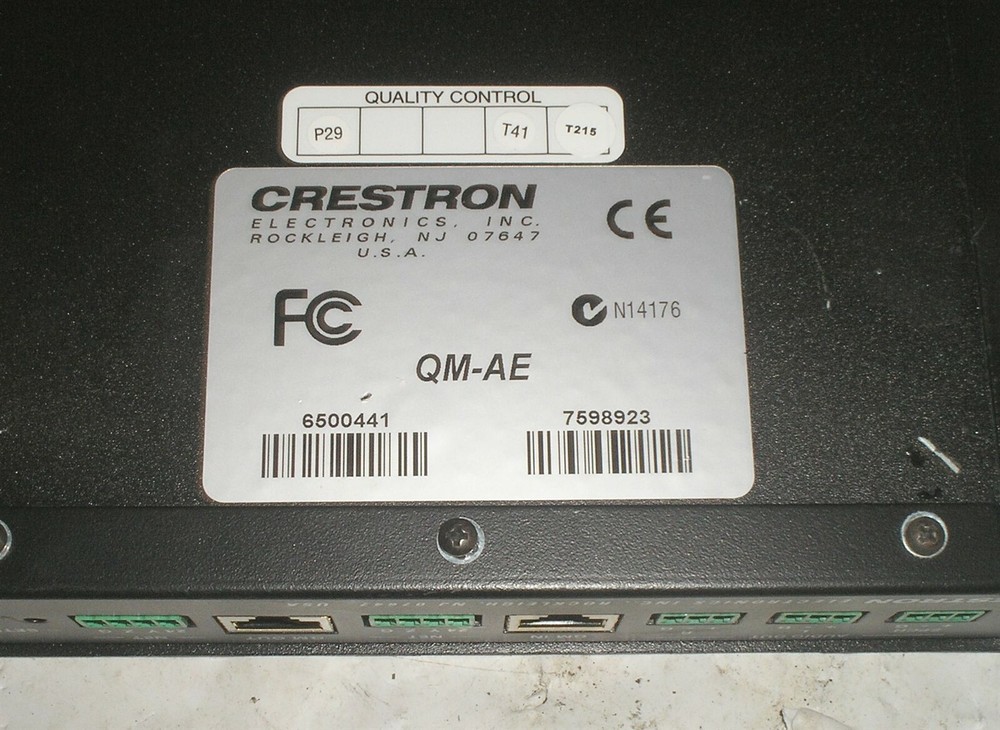 QUALITY CONTROL
P29 T41 T215
CRESTRON
ELECTRONICS, INC.
ROCKLEIGH, NJ 07647
U.S.A.
CE
FC
N14176
QM-AE
6500441 7598923